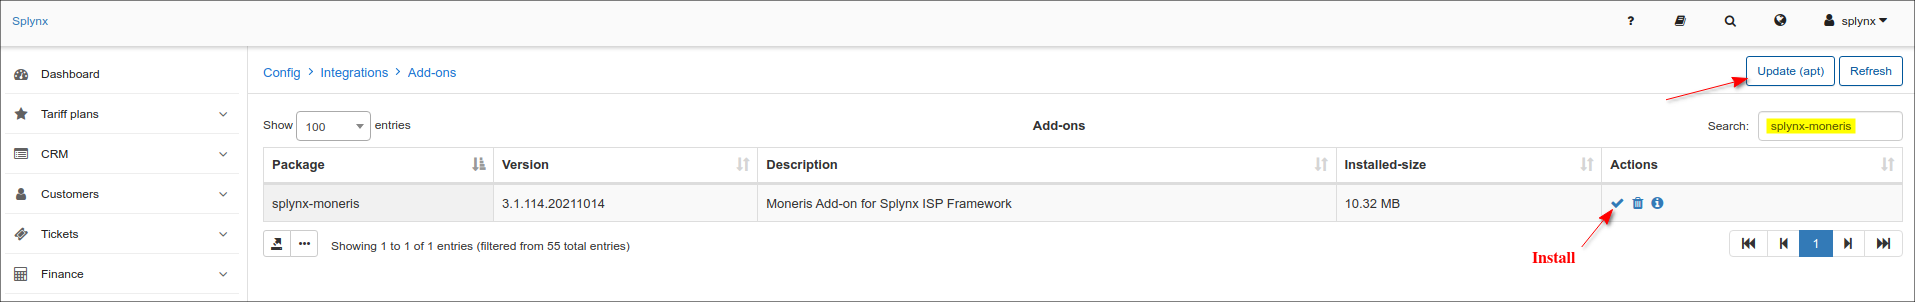 Splynx
? splynx
Dashboard
Tariff plans
CRM
Customers
Tickets
Finance
Config > Integrations > Add-ons
Update (apt) Refresh
Show 100 entries
Add-ons
Search: splynx-moneris
Package Version Description Installed-size Actions
splynx-moneris 3.1.114.20211014 Moneris Add-on for Splynx ISP Framework 10.32 MB
Install
Showing 1 to 1 of 1 entries (filtered from 55 total entries)
1